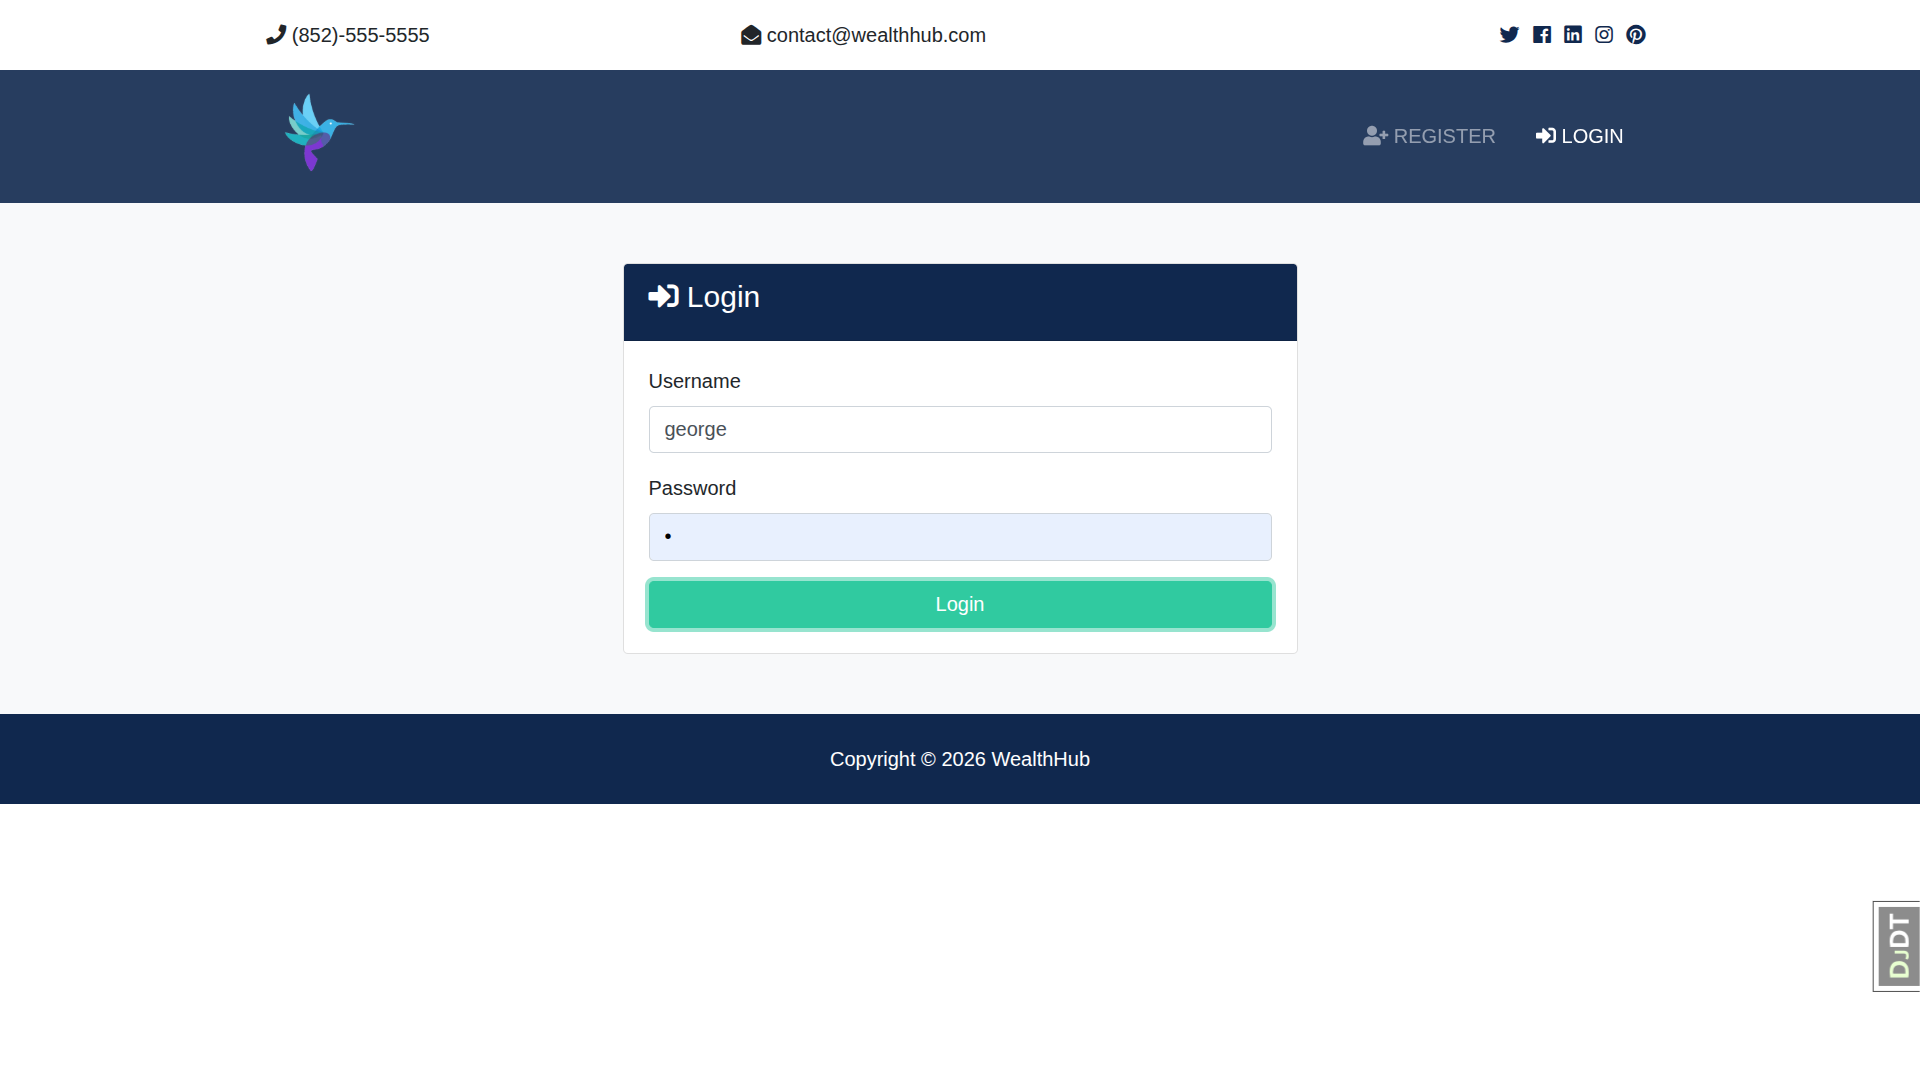 (852)-555-5555
contact@wealthhub.com
REGISTER
LOGIN
Login
Username
george
Password
•
Login
Copyright © 2026 WealthHub
DJDT